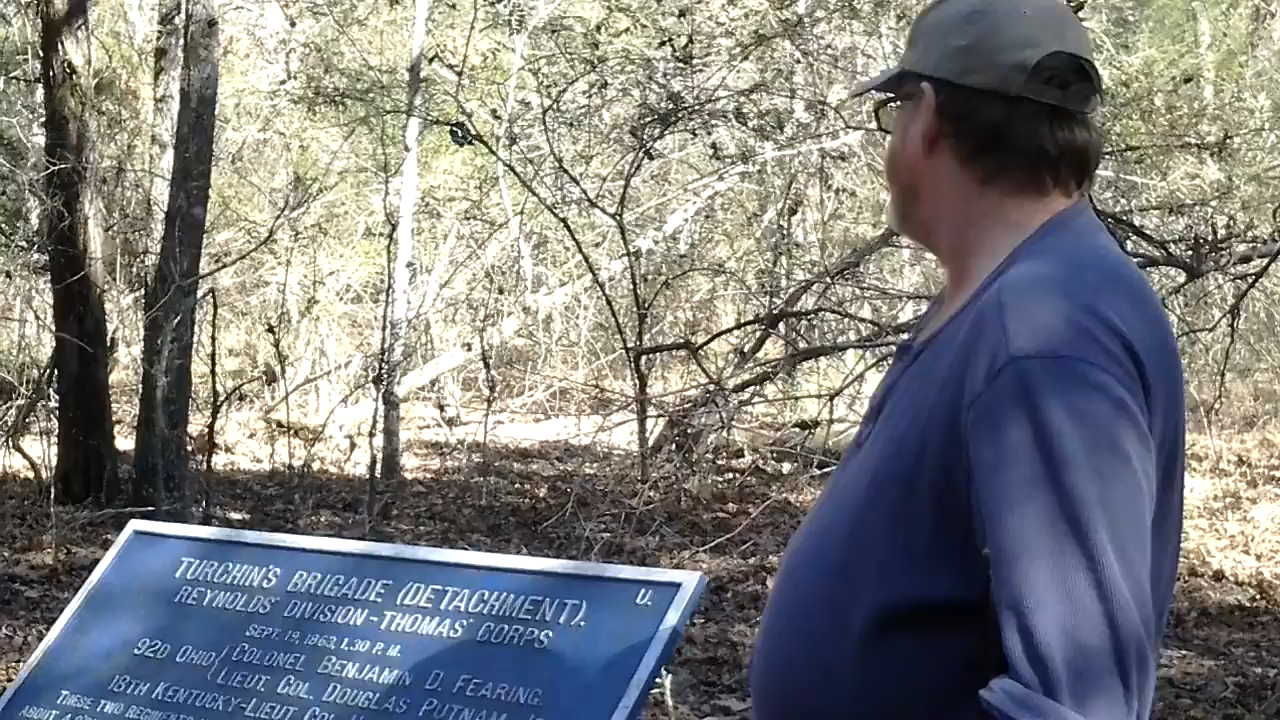 TURCHIN'S BRIGADE (DETACHMENT). U.
REYNOLDS' DIVISION-THOMAS' CORPS
SEPT. 19, 1863, 1.30 P. M.
92D OHIO { COLONEL BENJAMIN D. FEARING.
LIEUT. COL. DOUGLAS PUTNAM,
18TH KENTUCKY-LIEUT. COL.
THESE TWO REGIMENTS
ABOUT